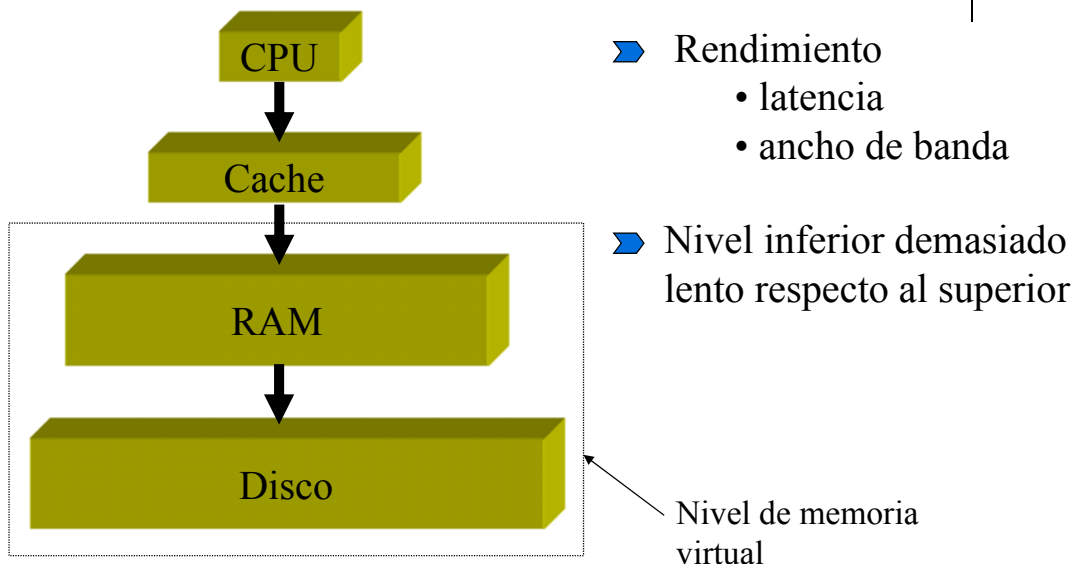 CPU
Cache
RAM
Disco
Rendimiento
• latencia
• ancho de banda
Nivel inferior demasiado
lento respecto al superior
Nivel de memoria
virtual